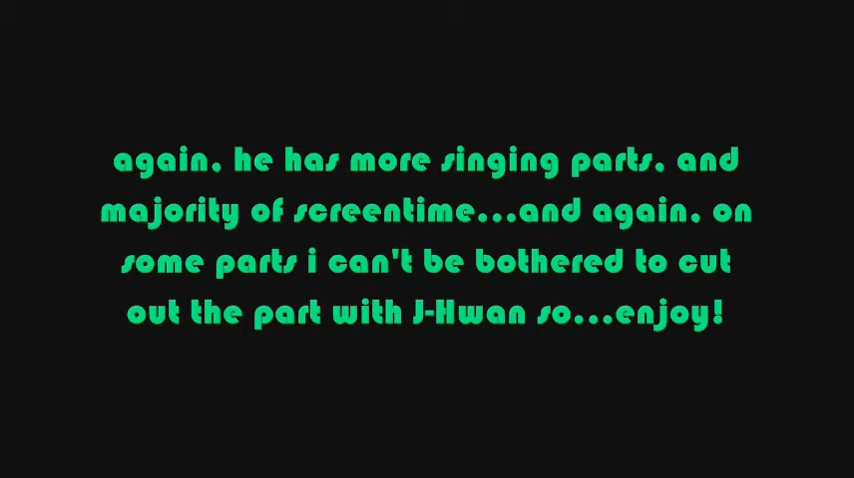 again, he has more singing parts, and
majority of screentime...and again, on
some parts i can't be bothered to cut
out the part with J-Hwan so...enjoy!